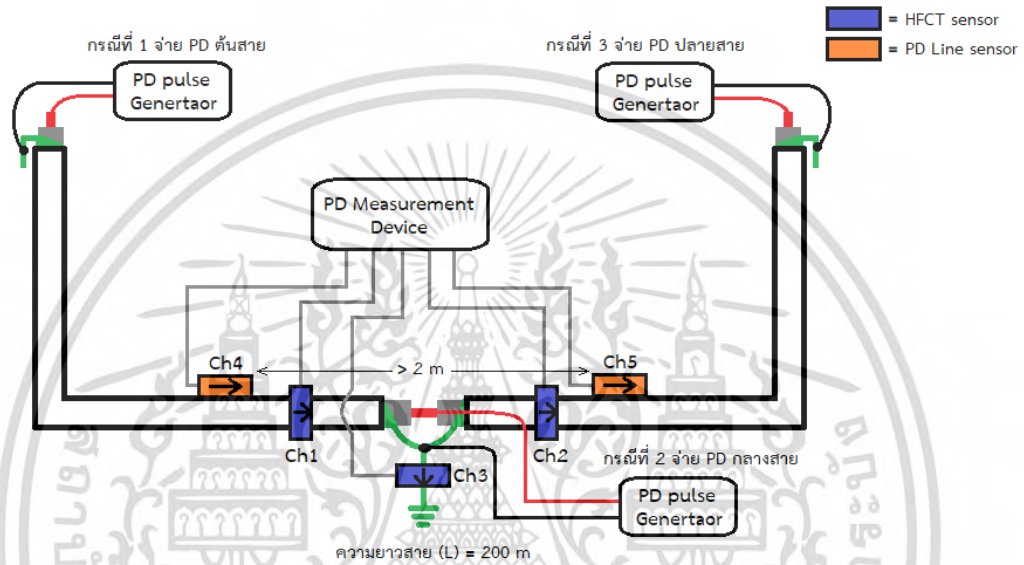 = HFCT sensor
= PD Line sensor
กรณีที่ 1 จ่าย PD ต้นสาย
กรณีที่ 3 จ่าย PD ปลายสาย
PD pulse
Genertaor
PD pulse
Genertaor
PD Measurement
Device
Ch4
> 2 m
Ch5
Ch1
Ch2
Ch3
กรณีที่ 2 จ่าย PD กลางสาย
PD pulse
Genertaor
ความยาวสาย (L) = 200 m